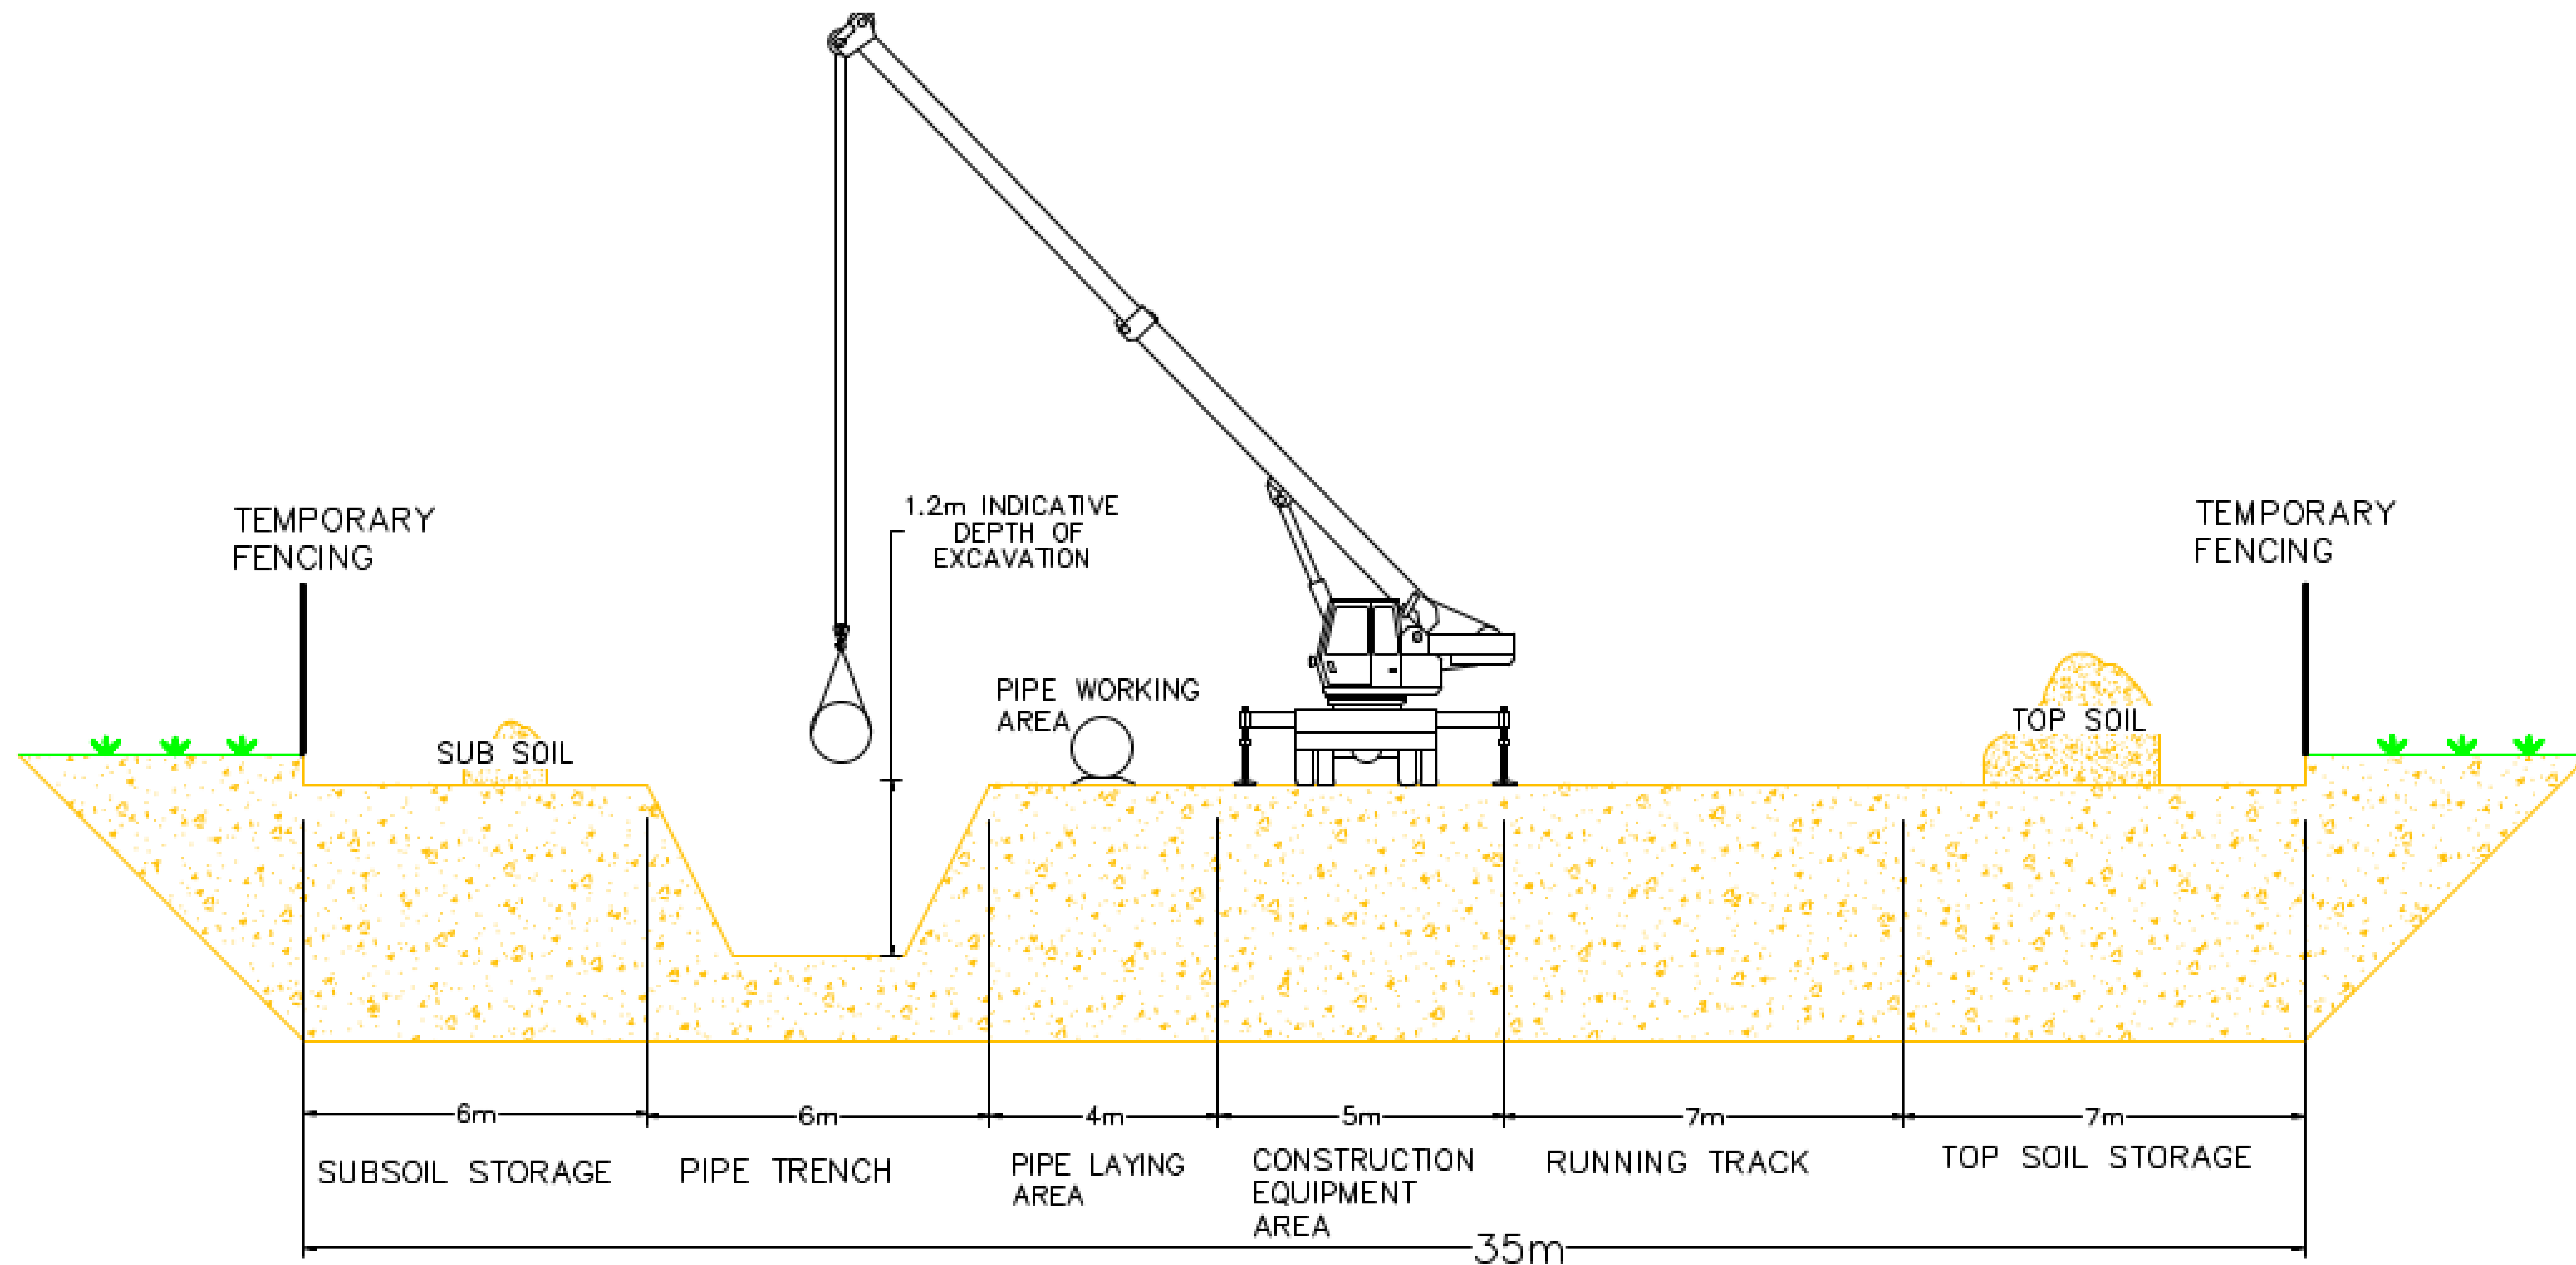 1.2m INDICATIVE
DEPTH OF
EXCAVATION
TEMPORARY
FENCING
TEMPORARY
FENCING
PIPE WORKING
AREA
SUB SOIL
TOP SOIL
6m
6m
4m
5m
7m
7m
SUBSOIL STORAGE
PIPE TRENCH
PIPE LAYING
AREA
CONSTRUCTION
EQUIPMENT
AREA
RUNNING TRACK
TOP SOIL STORAGE
35m